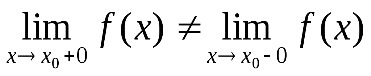 lim f(x) ≠ lim f(x)
x→x₀+0 x→x₀-0